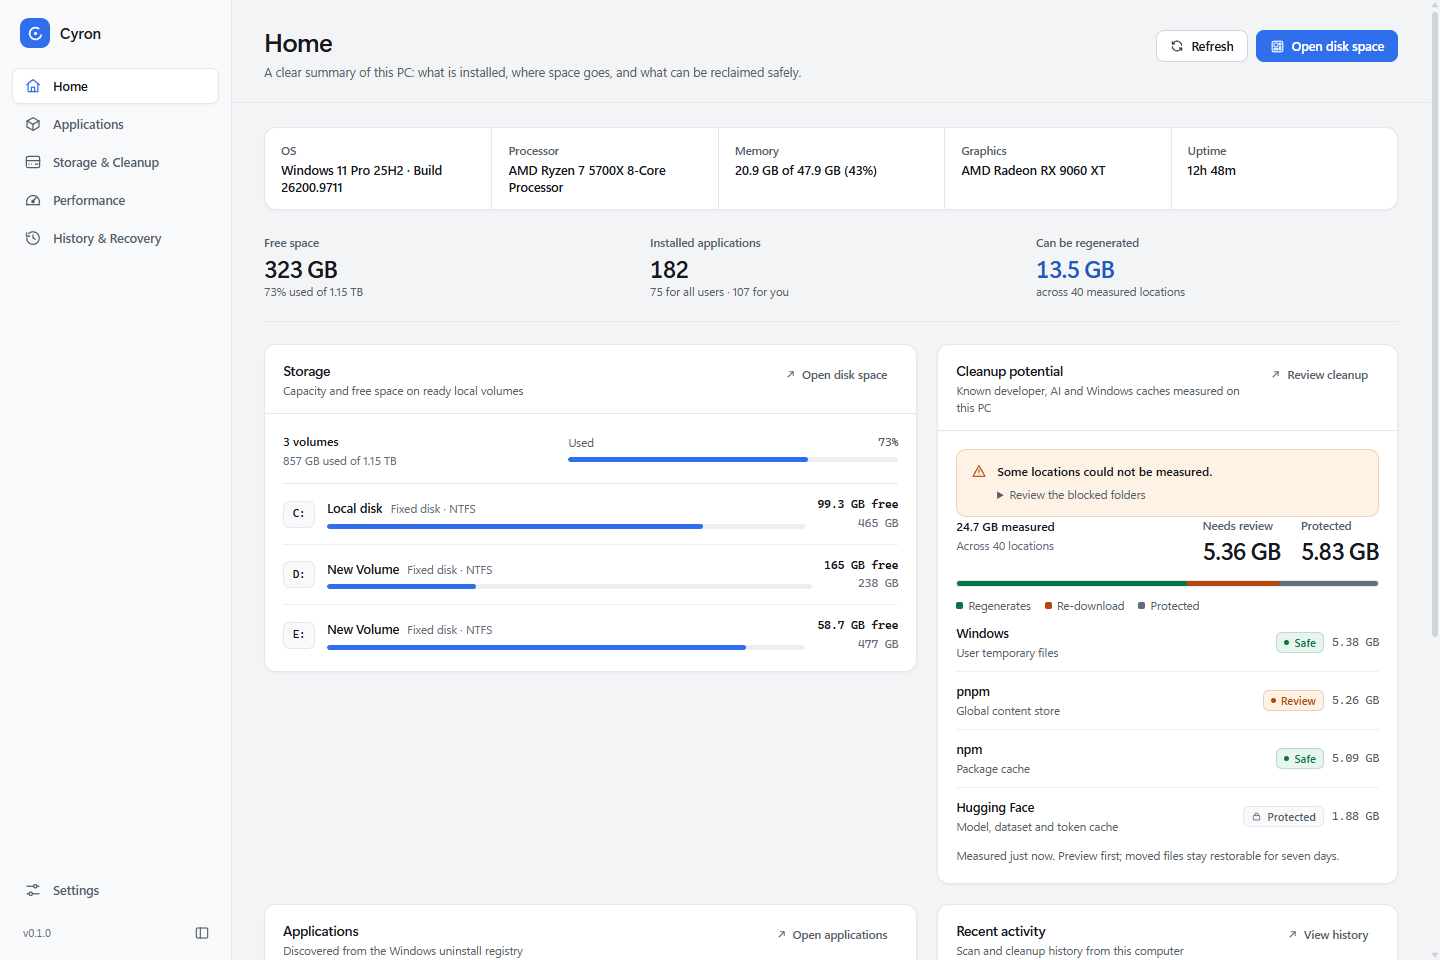 Cyron
Home
Applications
Storage & Cleanup
Performance
History & Recovery
Settings
v0.1.0
Home
A clear summary of this PC: what is installed, where space goes, and what can be reclaimed safely.
Refresh
Open disk space
OS
Windows 11 Pro 25H2 · Build
26200.9711
Processor
AMD Ryzen 7 5700X 8-Core
Processor
Memory
20.9 GB of 47.9 GB (43%)
Graphics
AMD Radeon RX 9060 XT
Uptime
12h 48m
Free space
323 GB
73% used of 1.15 TB
Installed applications
182
75 for all users · 107 for you
Can be regenerated
13.5 GB
across 40 measured locations
Storage
Capacity and free space on ready local volumes
Open disk space
3 volumes
857 GB used of 1.15 TB
Used
73%
C:
Local disk Fixed disk · NTFS
99.3 GB free
465 GB
D:
New Volume Fixed disk · NTFS
165 GB free
238 GB
E:
New Volume Fixed disk · NTFS
58.7 GB free
477 GB
Cleanup potential
Known developer, AI and Windows caches measured on
this PC
Review cleanup
Some locations could not be measured.
Review the blocked folders
24.7 GB measured
Across 40 locations
Needs review
5.36 GB
Protected
5.83 GB
Regenerates
Re-download
Protected
Windows
User temporary files
Safe
5.38 GB
pnpm
Global content store
Review
5.26 GB
npm
Package cache
Safe
5.09 GB
Hugging Face
Model, dataset and token cache
Protected
1.88 GB
Measured just now. Preview first; moved files stay restorable for seven days.
Applications
Discovered from the Windows uninstall registry
Open applications
Recent activity
Scan and cleanup history from this computer
View history